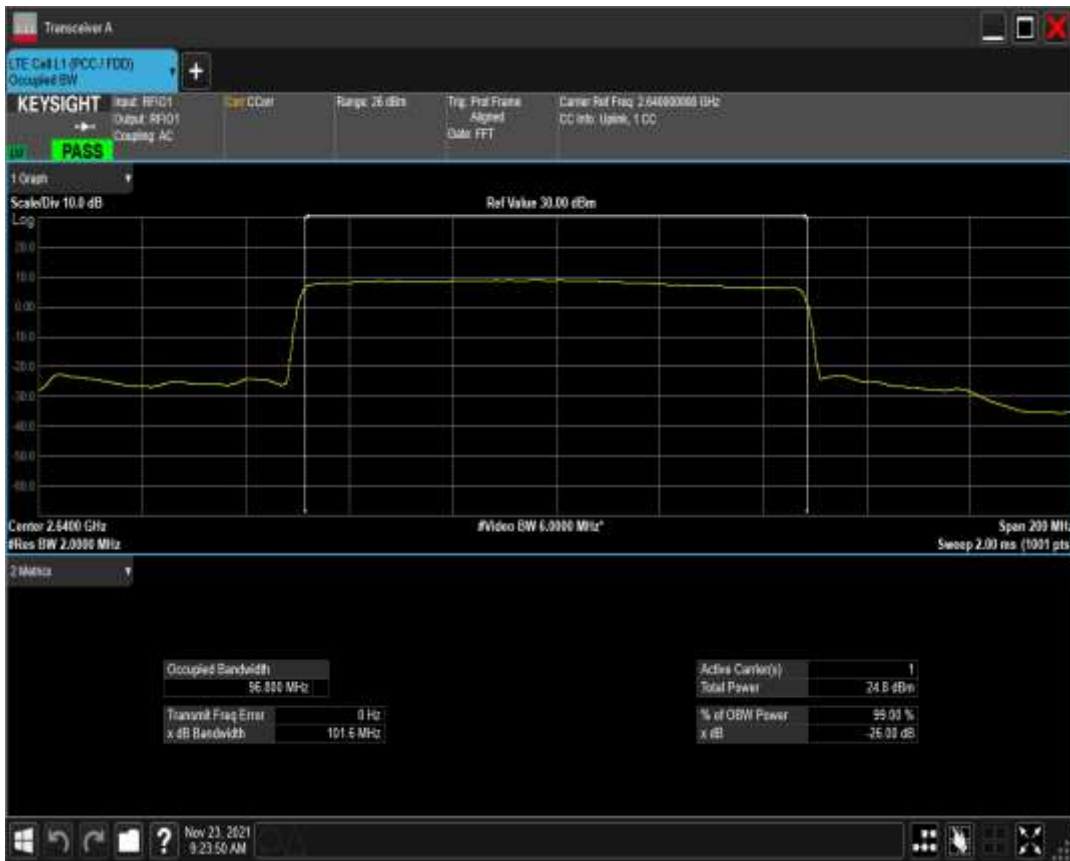 Transceiver A
LTE Cell L1 (PCC / FDD)
Occupied BW
+
KEYSIGHT
PASS
Input: RFIO1
Output: RFIO1
Coupling: AC
Corr CCorr
Range: 26 dBm
Trig: Prd Frame
Aligned
Gate: FFT
Carrier Ref Freq: 2.640000000 GHz
CC Info: Uplink, 1 CC
1 Graph
Scale/Div 10.0 dB
Ref Value 30.00 dBm
Log
20.0
10.0
0.00
-10.0
-20.0
-30.0
-40.0
-50.0
-60.0
Center 2.6400 GHz
#Video BW 6.0000 MHz*
Span 200 MHz
#Res BW 2.0000 MHz
Sweep 2.00 ms (1001 pts
2 Metrics
Occupied Bandwidth
96.800 MHz
Transmit Freq Error 0 Hz
x dB Bandwidth 101.6 MHz
Active Carrier(s) 1
Total Power 24.8 dBm
% of OBW Power 99.00 %
x dB -26.00 dB
?
Nov 23, 2021
9:23:50 AM